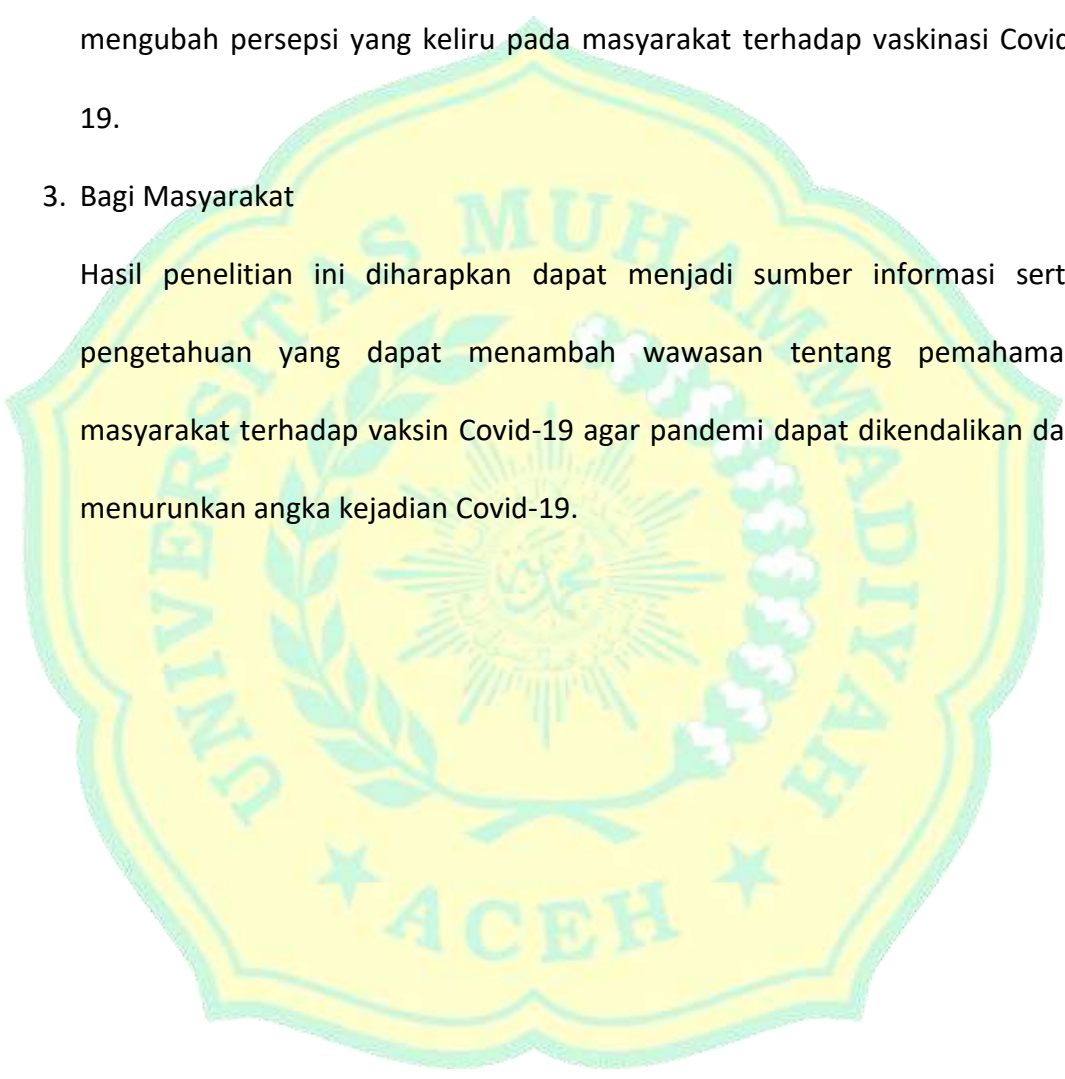 mengubah persepsi yang keliru pada masyarakat terhadap vaskinasi Covid
19.
3. Bagi Masyarakat
Hasil penelitian ini diharapkan dapat menjadi sumber informasi sert
pengetahuan yang dapat menambah wawasan tentang pemahama
masyarakat terhadap vaksin Covid-19 agar pandemi dapat dikendalikan da
menurunkan angka kejadian Covid-19.
UNIVERSITAS MUHAMMADIYAH
ACEH